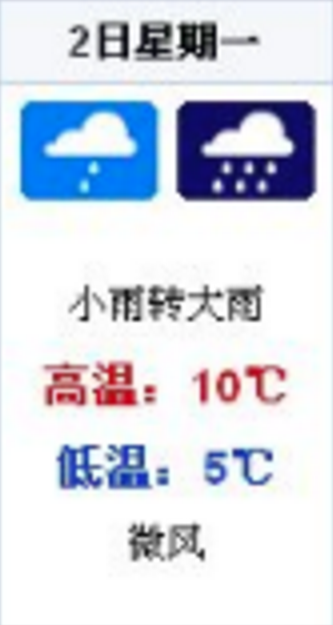 2日星期一
小雨转大雨
高温：10℃
低温：5℃
微风